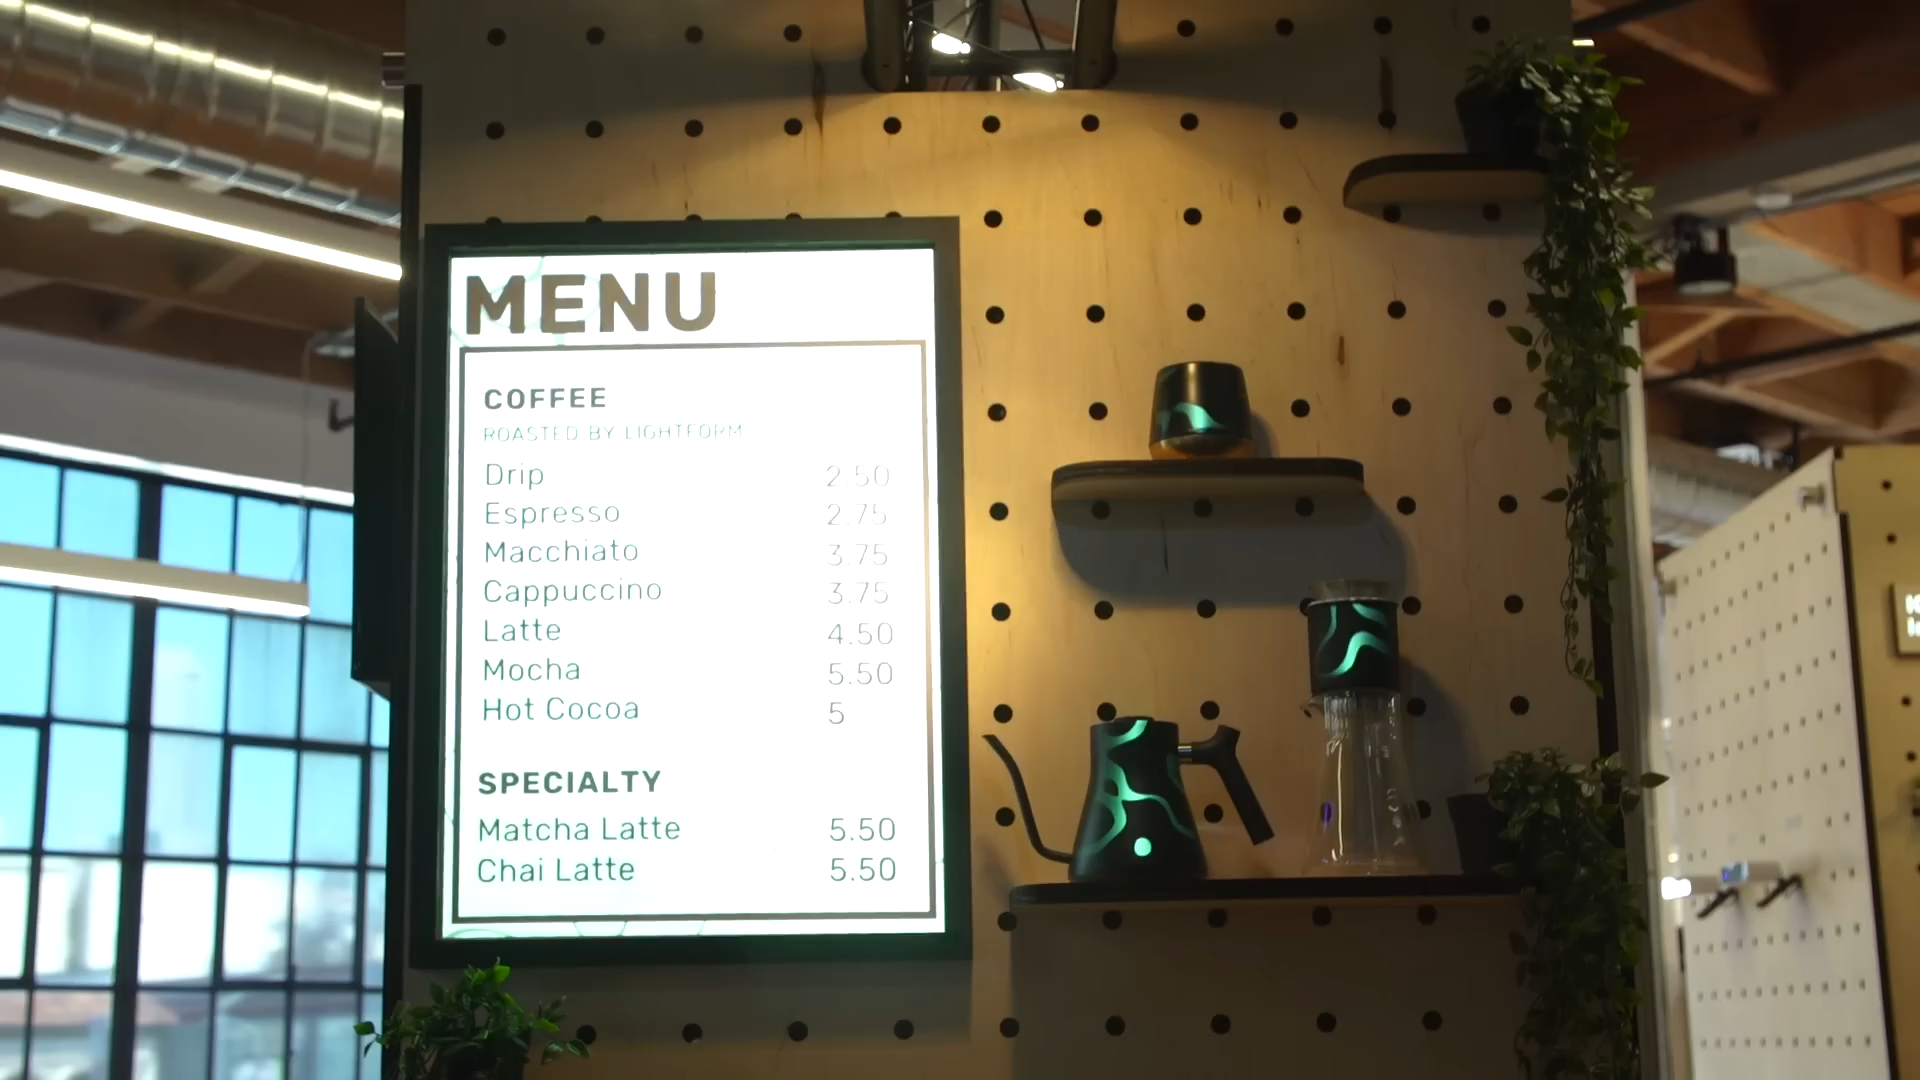 MENU
COFFEE
ROASTED BY LIGHTFORM
Drip 2.50
Espresso 2.75
Macchiato 3.75
Cappuccino 3.75
Latte 4.50
Mocha 5.50
Hot Cocoa 5
SPECIALTY
Matcha Latte 5.50
Chai Latte 5.50